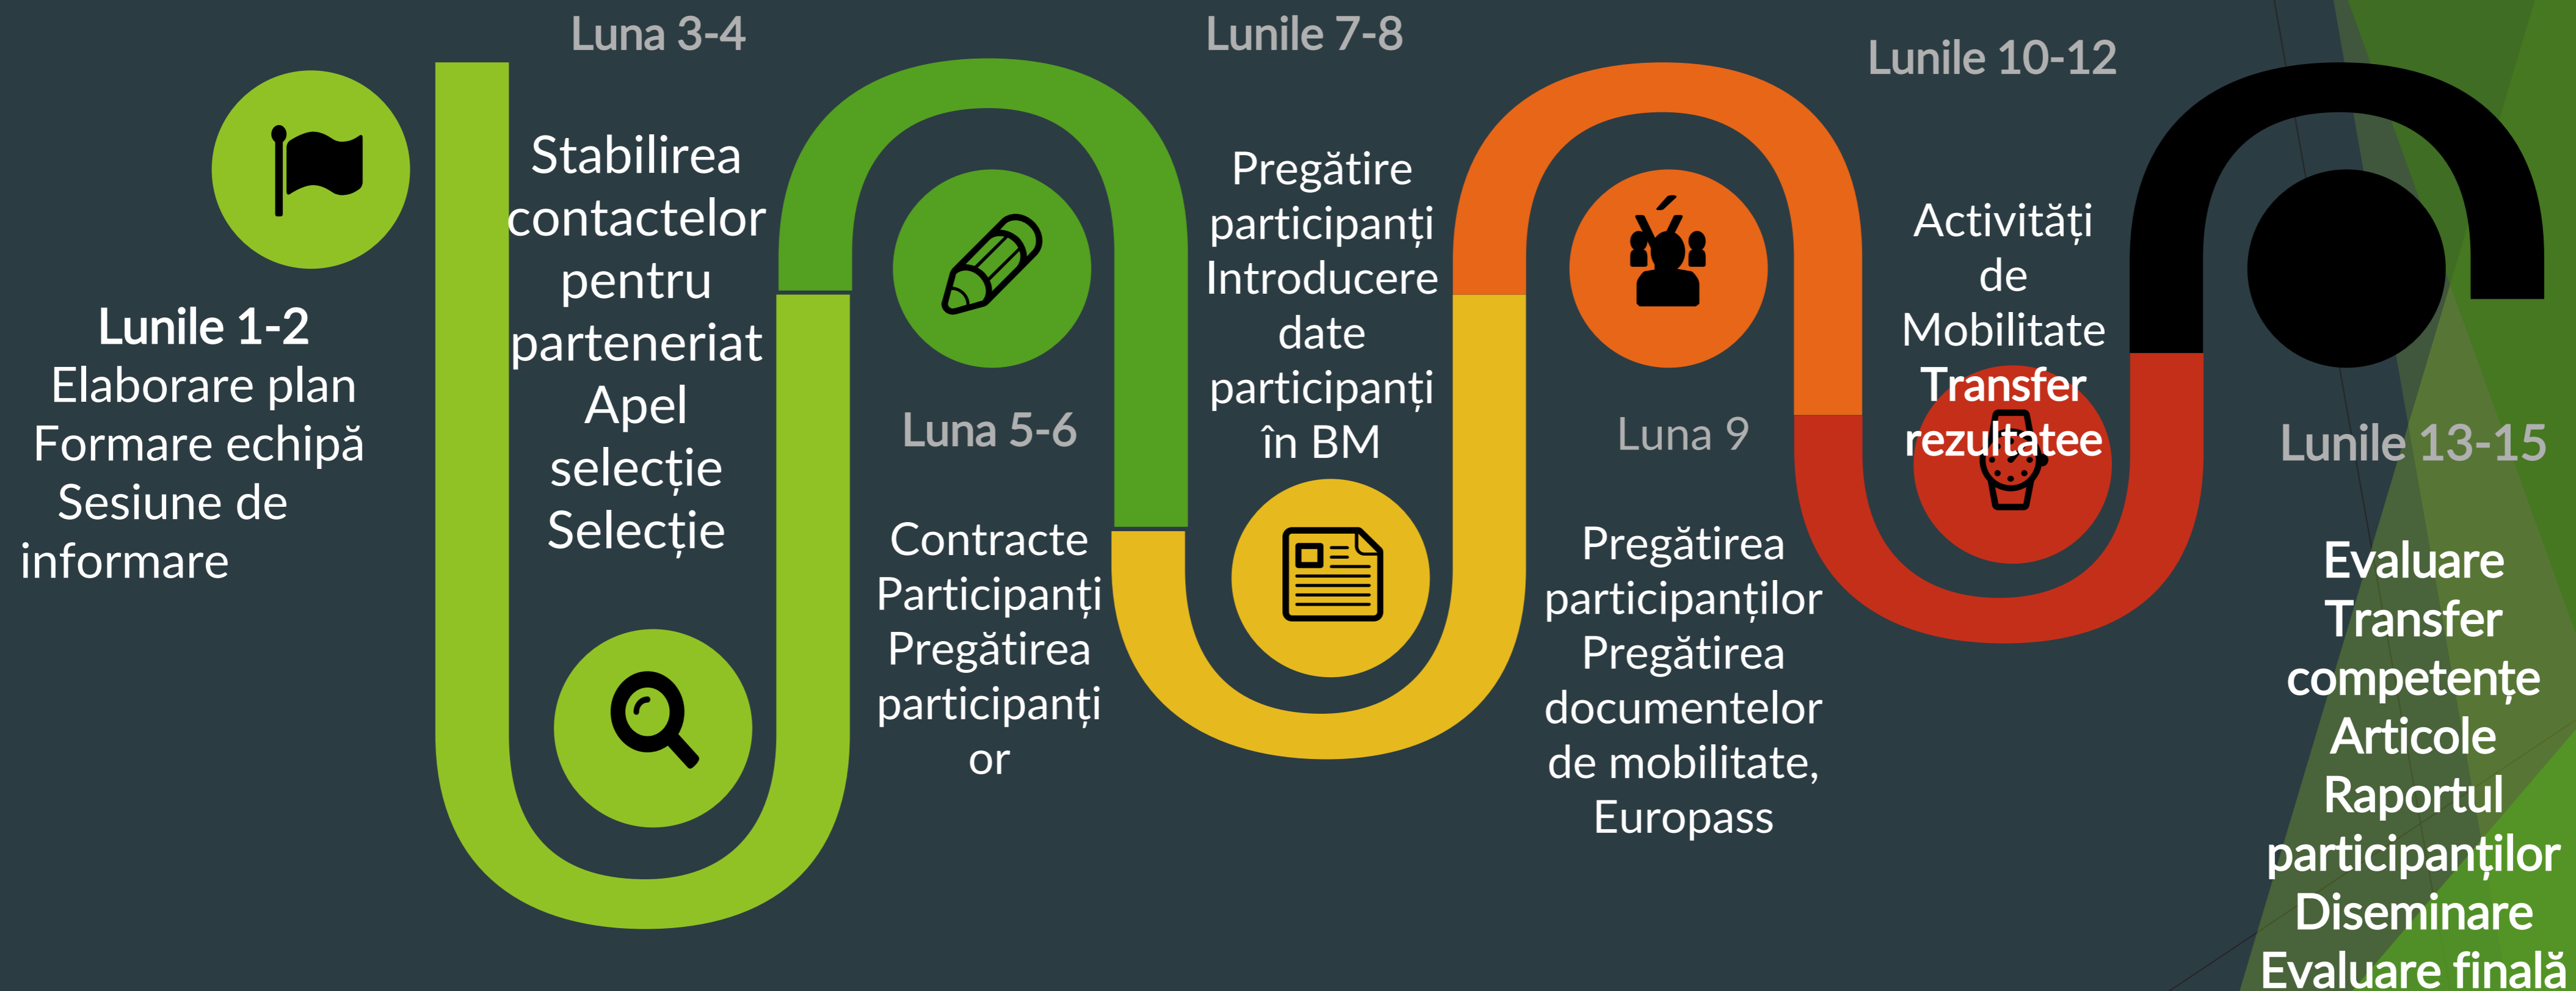 Lunile 1-2
Elaborare plan
Formare echipă
Sesiune de
informare
Luna 3-4
Stabilirea
contactelor
pentru
parteneriat
Apel
selecție
Selecție
Luna 5-6
Contracte
Participanți
Pregătirea
participanți
or
Lunile 7-8
Pregătire
participanți
Introducere
date
participanți
în BM
Luna 9
Pregătirea
participanților
Pregătirea
documentelor
de mobilitate,
Europass
Lunile 10-12
Activități
de
Mobilitate
Transfer
rezultatee
Lunile 13-15
Evaluare
Transfer
competențe
Articole
Raportul
participanților
Diseminare
Evaluare finală